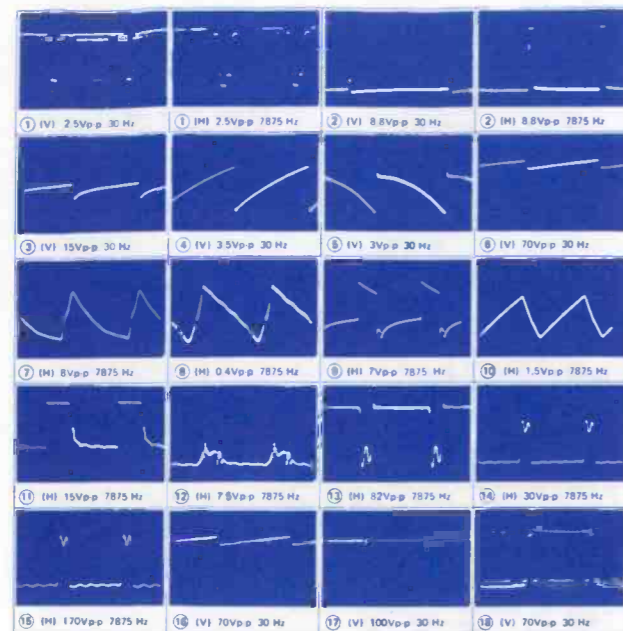 ① (V) 2.5Vp-p 30 Hz
① (H) 2.5Vp-p 7875 Hz
② (V) 8.8Vp-p 30 Hz
② (H) 8.8Vp-p 7875 Hz
③ (V) 15Vp-p 30 Hz
④ (V) 3.5Vp-p 30 Hz
⑤ (V) 3Vp-p 30 Hz
⑥ (V) 70Vp-p 30 Hz
⑦ (H) 8Vp-p 7875 Hz
⑧ (H) 0.4Vp-p 7875 Hz
⑨ (H) 7Vp-p 7875 Hz
⑩ (H) 1.5Vp-p 7875 Hz
⑪ (H) 15Vp-p 7875 Hz
⑫ (H) 7.5Vp-p 7875 Hz
⑬ (H) 82Vp-p 7875 Hz
⑭ (H) 30Vp-p 7875 Hz
⑮ (H) 170Vp-p 7875 Hz
⑯ (V) 70Vp-p 30 Hz
⑰ (V) 100Vp-p 30 Hz
⑱ (V) 70Vp-p 30 Hz